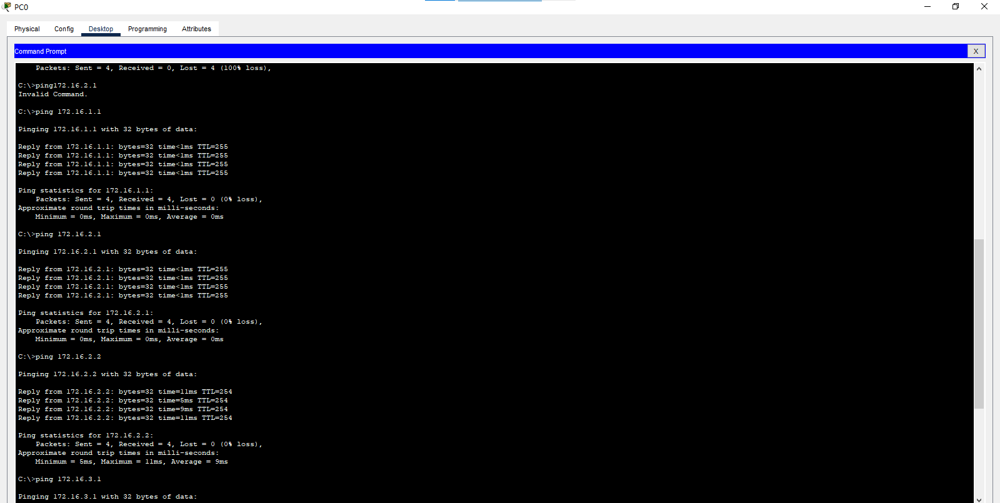 PC0
Physical Config Desktop Programming Attributes
Command Prompt X
Packets: Sent = 4, Received = 0, Lost = 4 (100% loss),
C:\>ping172.16.2.1
Invalid Command.
C:\>ping 172.16.1.1
Pinging 172.16.1.1 with 32 bytes of data:
Reply from 172.16.1.1: bytes=32 time<1ms TTL=255
Reply from 172.16.1.1: bytes=32 time<1ms TTL=255
Reply from 172.16.1.1: bytes=32 time<1ms TTL=255
Reply from 172.16.1.1: bytes=32 time<1ms TTL=255
Ping statistics for 172.16.1.1:
Packets: Sent = 4, Received = 4, Lost = 0 (0% loss),
Approximate round trip times in milli-seconds:
Minimum = 0ms, Maximum = 0ms, Average = 0ms
C:\>ping 172.16.2.1
Pinging 172.16.2.1 with 32 bytes of data:
Reply from 172.16.2.1: bytes=32 time<1ms TTL=255
Reply from 172.16.2.1: bytes=32 time<1ms TTL=255
Reply from 172.16.2.1: bytes=32 time<1ms TTL=255
Reply from 172.16.2.1: bytes=32 time<1ms TTL=255
Ping statistics for 172.16.2.1:
Packets: Sent = 4, Received = 4, Lost = 0 (0% loss),
Approximate round trip times in milli-seconds:
Minimum = 0ms, Maximum = 0ms, Average = 0ms
C:\>ping 172.16.2.2
Pinging 172.16.2.2 with 32 bytes of data:
Reply from 172.16.2.2: bytes=32 time=11ms TTL=254
Reply from 172.16.2.2: bytes=32 time=5ms TTL=254
Reply from 172.16.2.2: bytes=32 time=9ms TTL=254
Reply from 172.16.2.2: bytes=32 time=11ms TTL=254
Ping statistics for 172.16.2.2:
Packets: Sent = 4, Received = 4, Lost = 0 (0% loss),
Approximate round trip times in milli-seconds:
Minimum = 5ms, Maximum = 11ms, Average = 9ms
C:\>ping 172.16.3.1
Pinging 172.16.3.1 with 32 bytes of data: